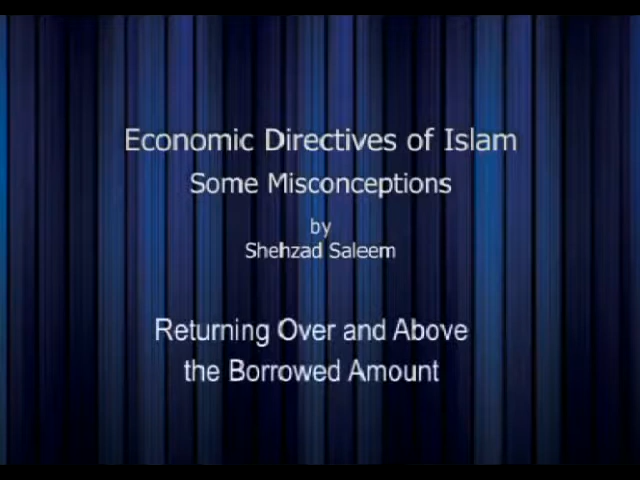 Economic Directives of Islam
Some Misconceptions
by
Shehzad Saleem
Returning Over and Above
the Borrowed Amount